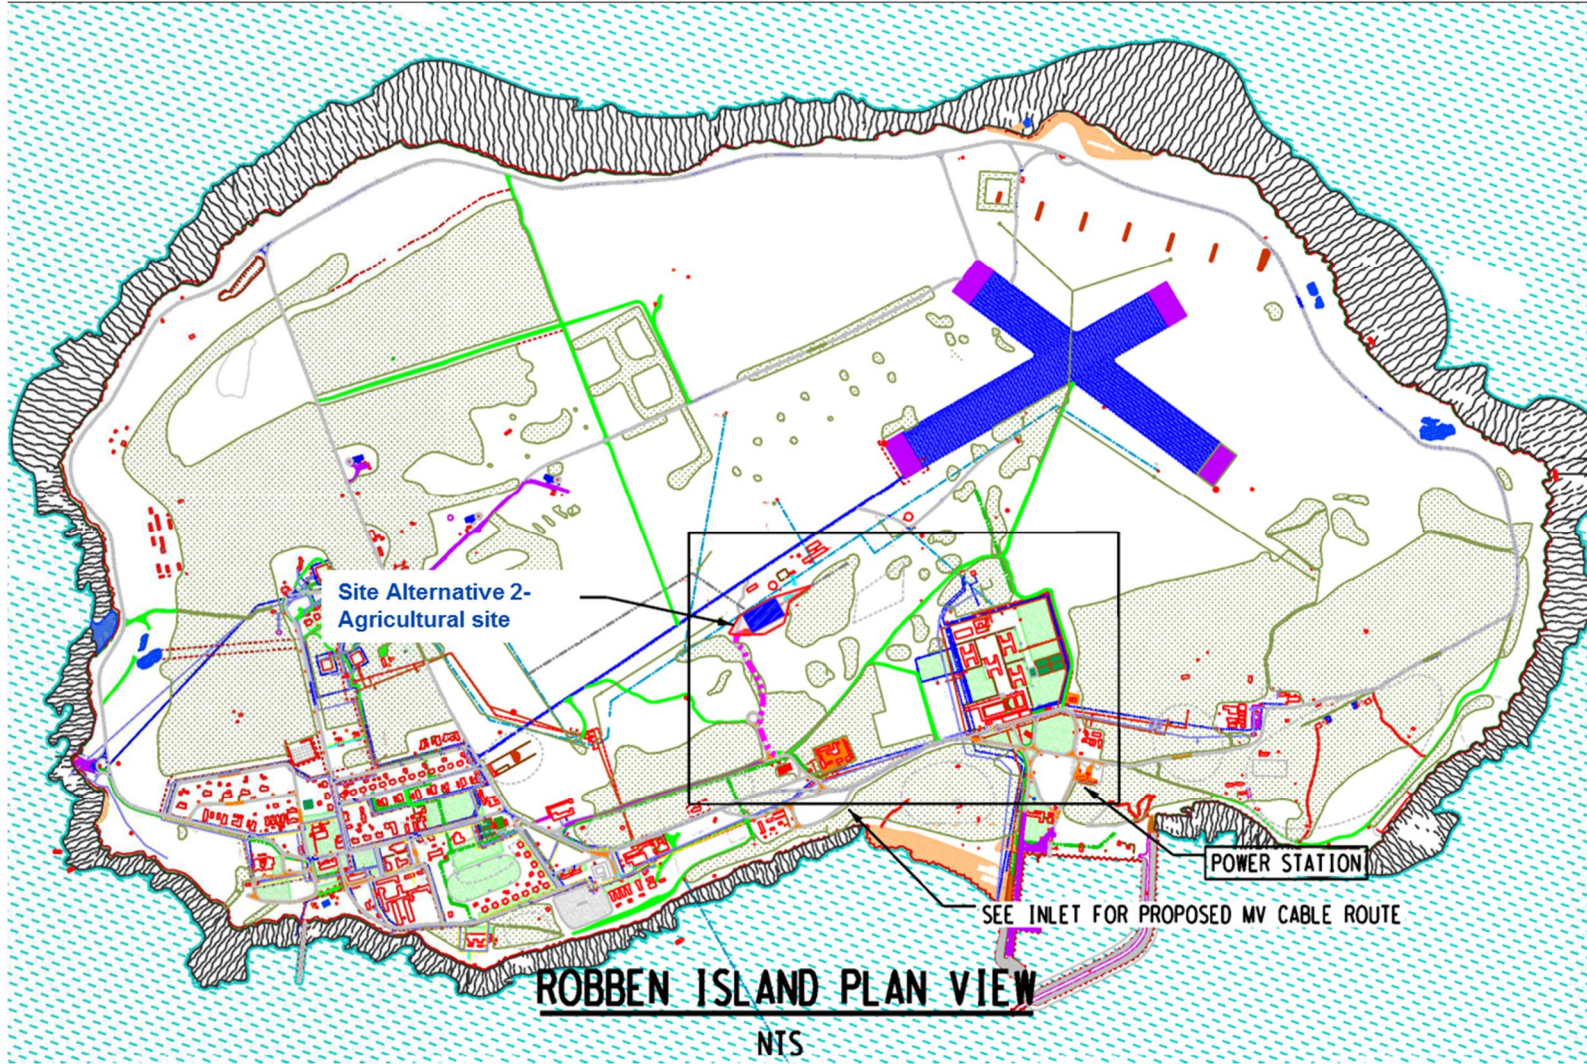 Site Alternative 2-
Agricultural site
POWER STATION
SEE INLET FOR PROPOSED MV CABLE ROUTE
ROBBEN ISLAND PLAN VIEW
NTS